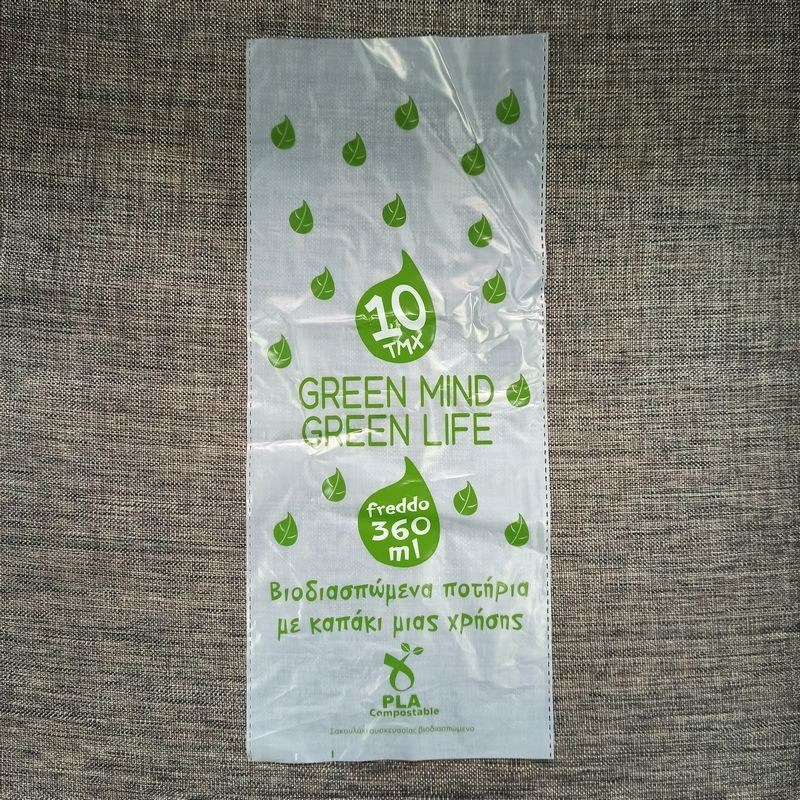 10
ΤΜΧ
GREEN MIND
GREEN LIFE
freddo
360
ml
Βιοδιασπώμενα ποτήρια
με καπάκι μιας χρήσης
PLA
Compostable
Σακουλάκι συσκευασίας βιοδιασπώμενο